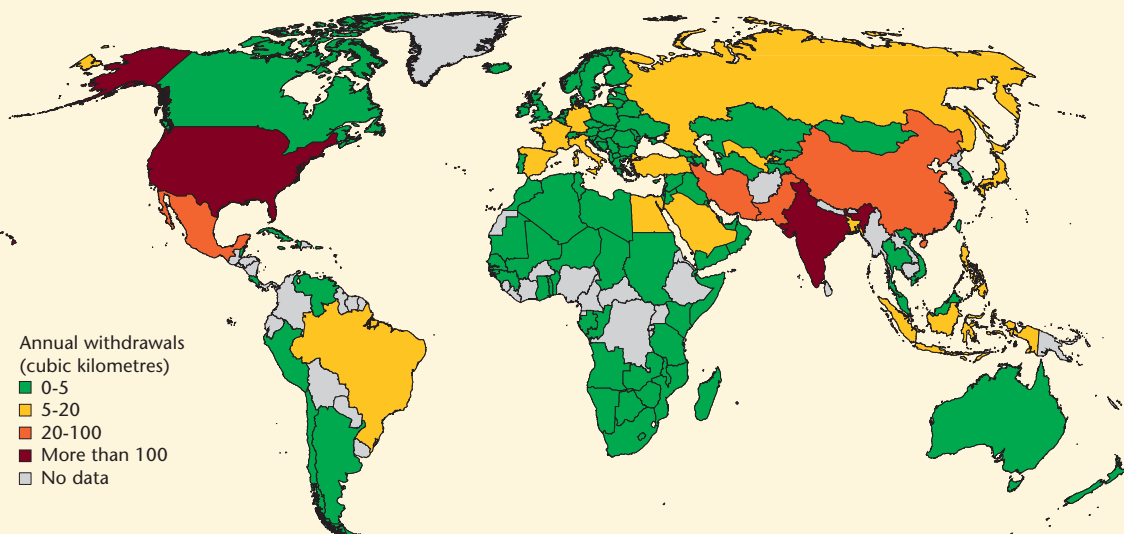 Annual withdrawals
(cubic kilometres)
0-5
5-20
20-100
More than 100
No data